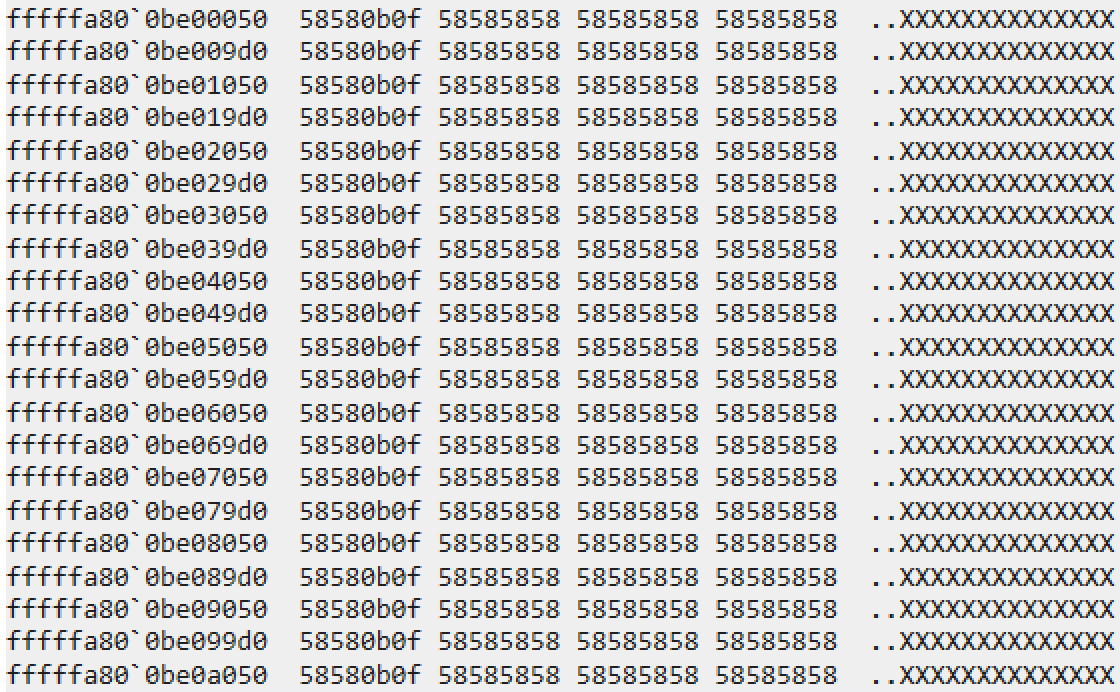 fffffa80`0be00050  58580b0f 58585858 58585858 58585858  ..XXXXXXXXXXXXXX
fffffa80`0be009d0  58580b0f 58585858 58585858 58585858  ..XXXXXXXXXXXXXX
fffffa80`0be01050  58580b0f 58585858 58585858 58585858  ..XXXXXXXXXXXXXX
fffffa80`0be019d0  58580b0f 58585858 58585858 58585858  ..XXXXXXXXXXXXXX
fffffa80`0be02050  58580b0f 58585858 58585858 58585858  ..XXXXXXXXXXXXXX
fffffa80`0be029d0  58580b0f 58585858 58585858 58585858  ..XXXXXXXXXXXXXX
fffffa80`0be03050  58580b0f 58585858 58585858 58585858  ..XXXXXXXXXXXXXX
fffffa80`0be039d0  58580b0f 58585858 58585858 58585858  ..XXXXXXXXXXXXXX
fffffa80`0be04050  58580b0f 58585858 58585858 58585858  ..XXXXXXXXXXXXXX
fffffa80`0be049d0  58580b0f 58585858 58585858 58585858  ..XXXXXXXXXXXXXX
fffffa80`0be05050  58580b0f 58585858 58585858 58585858  ..XXXXXXXXXXXXXX
fffffa80`0be059d0  58580b0f 58585858 58585858 58585858  ..XXXXXXXXXXXXXX
fffffa80`0be06050  58580b0f 58585858 58585858 58585858  ..XXXXXXXXXXXXXX
fffffa80`0be069d0  58580b0f 58585858 58585858 58585858  ..XXXXXXXXXXXXXX
fffffa80`0be07050  58580b0f 58585858 58585858 58585858  ..XXXXXXXXXXXXXX
fffffa80`0be079d0  58580b0f 58585858 58585858 58585858  ..XXXXXXXXXXXXXX
fffffa80`0be08050  58580b0f 58585858 58585858 58585858  ..XXXXXXXXXXXXXX
fffffa80`0be089d0  58580b0f 58585858 58585858 58585858  ..XXXXXXXXXXXXXX
fffffa80`0be09050  58580b0f 58585858 58585858 58585858  ..XXXXXXXXXXXXXX
fffffa80`0be099d0  58580b0f 58585858 58585858 58585858  ..XXXXXXXXXXXXXX
fffffa80`0be0a050  58580b0f 58585858 58585858 58585858  ..XXXXXXXXXXXXXX